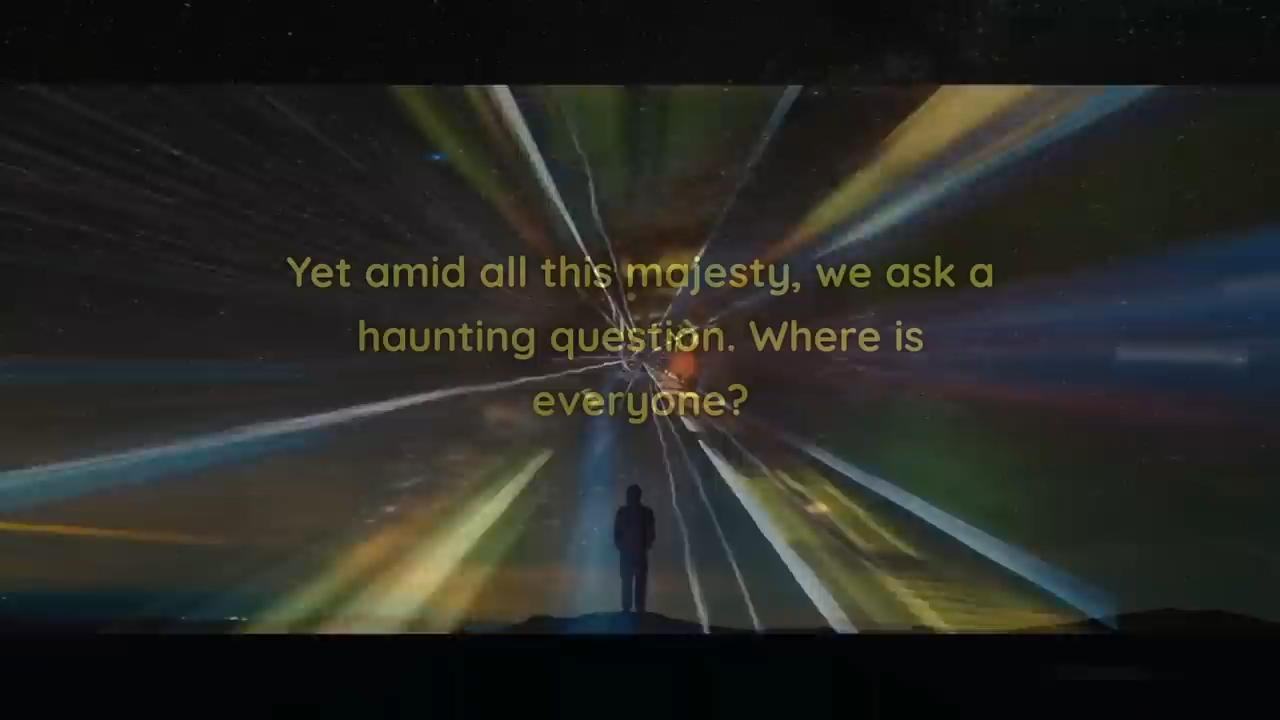 Yet amid all this majesty, we ask a
haunting question. Where is
everyone?